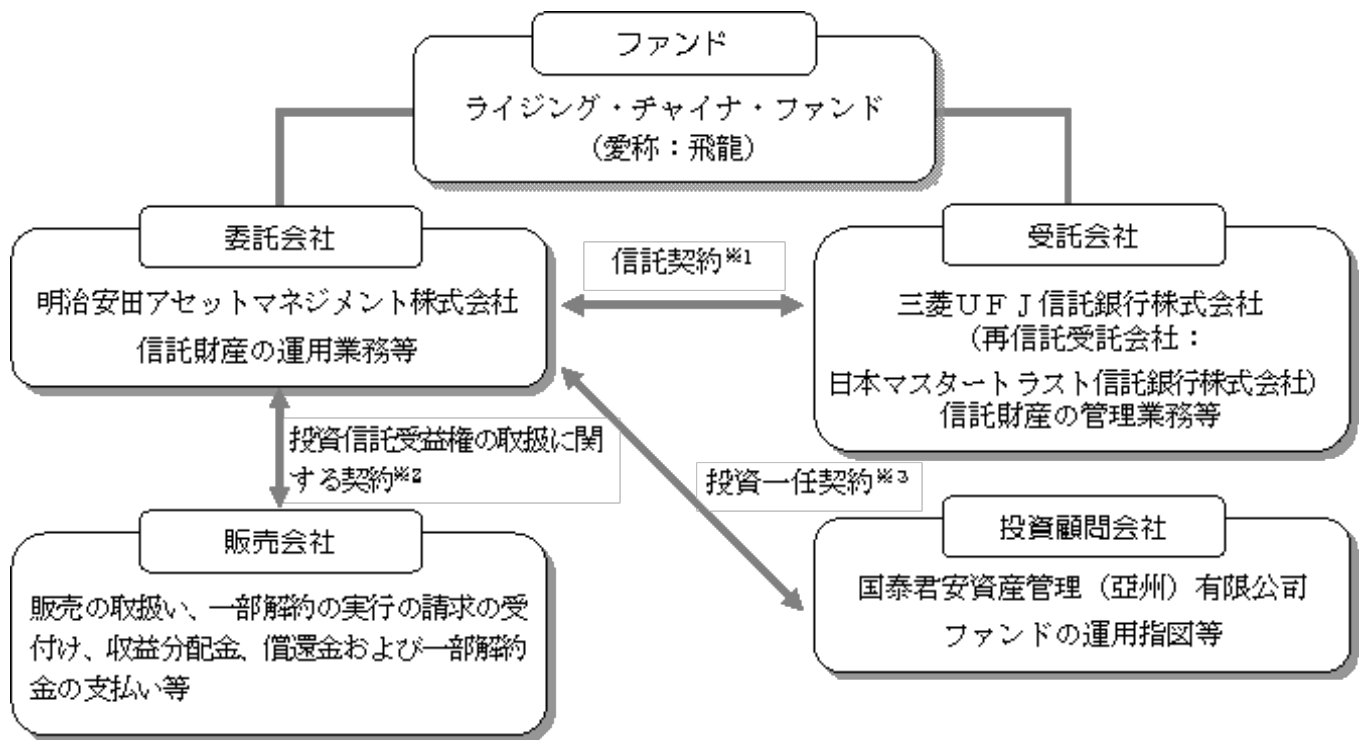 ファンド
ライジング・チャイナ・ファンド
(愛称：飛龍)
委託会社
明治安田アセットマネジメント株式会社
信託財産の運用業務等
信託契約※1
受託会社
三菱ＵＦＪ信託銀行株式会社
(再信託受託会社：
日本マスタートラスト信託銀行株式会社)
信託財産の管理業務等
投資信託受益権の取扱に関
する契約※2
投資一任契約※3
販売会社
販売の取扱い、一部解約の実行の請求の受
付け、収益分配金、償還金および一部解約
金の支払い等
投資顧問会社
国泰君安資産管理（亞州）有限公司
ファンドの運用指図等